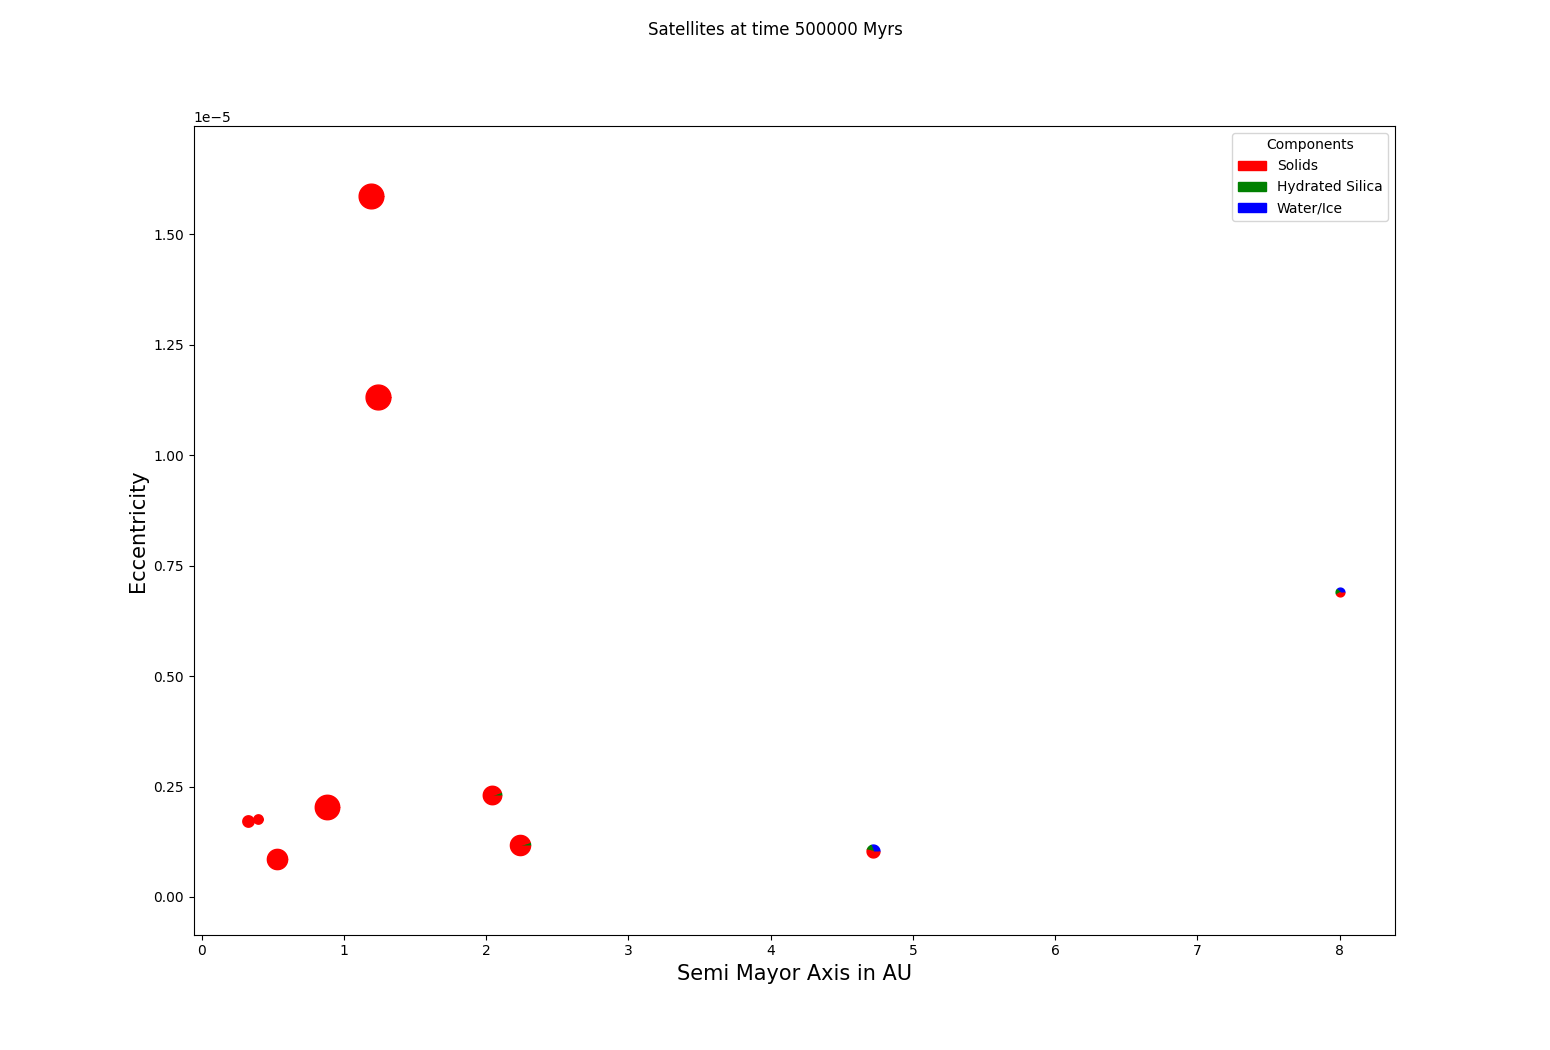 Satellites at time 500000 Myrs
1e−5
Components
Solids
Hydrated Silica
Water/Ice
1.50
1.25
1.00
0.75
0.50
0.25
0.00
Eccentricity
0 1 2 3 4 5 6 7 8
Semi Mayor Axis in AU